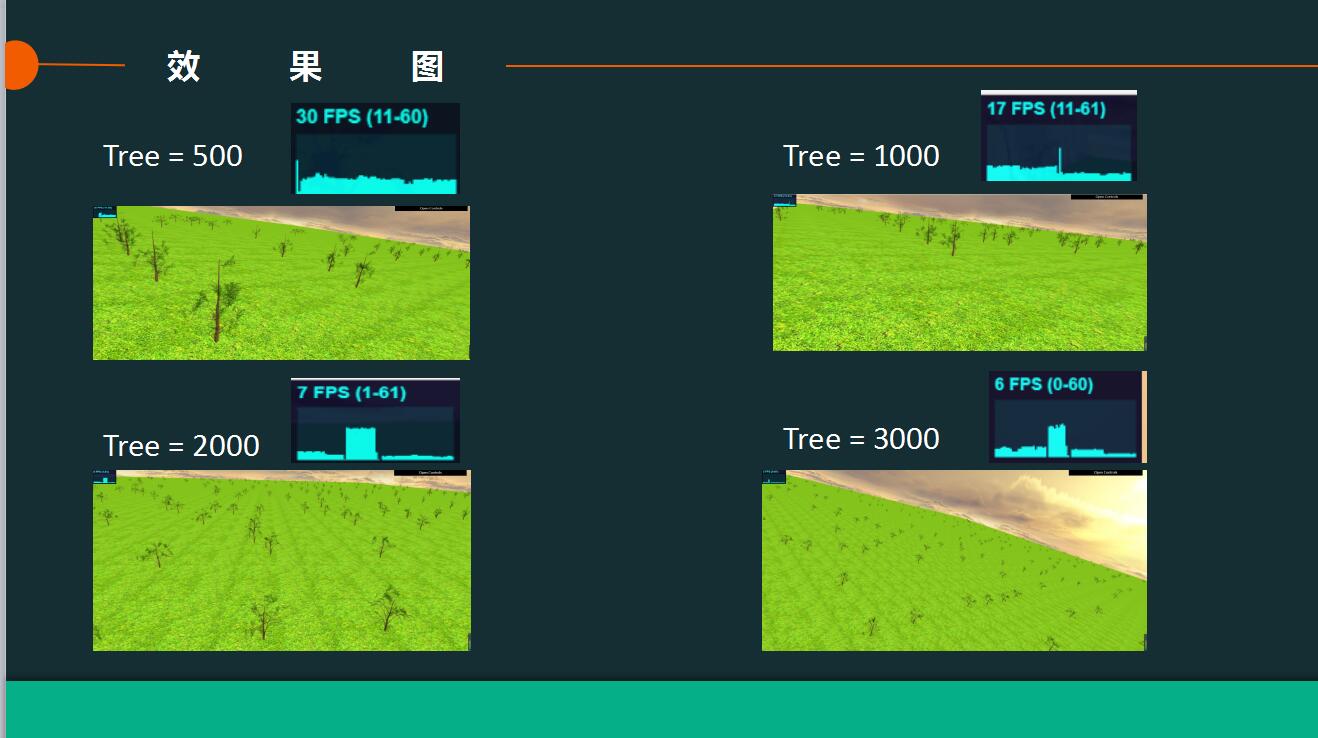 效 果 图
Tree = 500
30 FPS (11-60)
Tree = 1000
17 FPS (11-61)
Open Controls
Open Controls
Tree = 2000
7 FPS (1-61)
Tree = 3000
6 FPS (0-60)
Open Controls
Open Controls